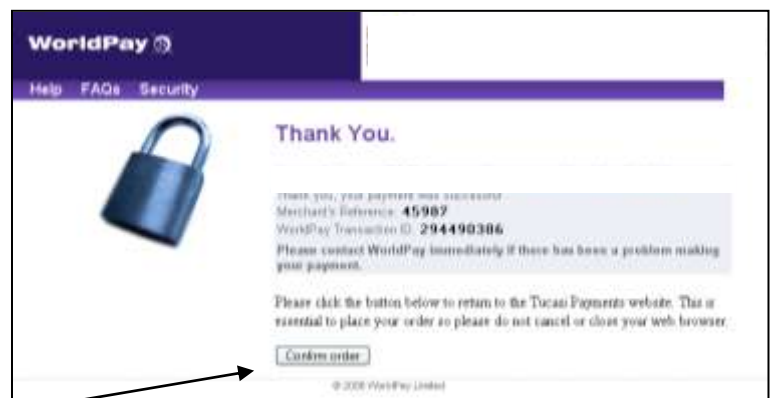 WorldPay
Help FAQs Security
Thank You.
Thank you, your payment was successful
Merchant's Reference: 45987
WorldPay Transaction ID: 294490386
Please contact WorldPay immediately if there has been a problem making
your payment.
Please click the button below to return to the Tucasi Payments website. This is
essential to place your order so please do not cancel or close your web browser.
Confirm order
© 2008 WorldPay Limited